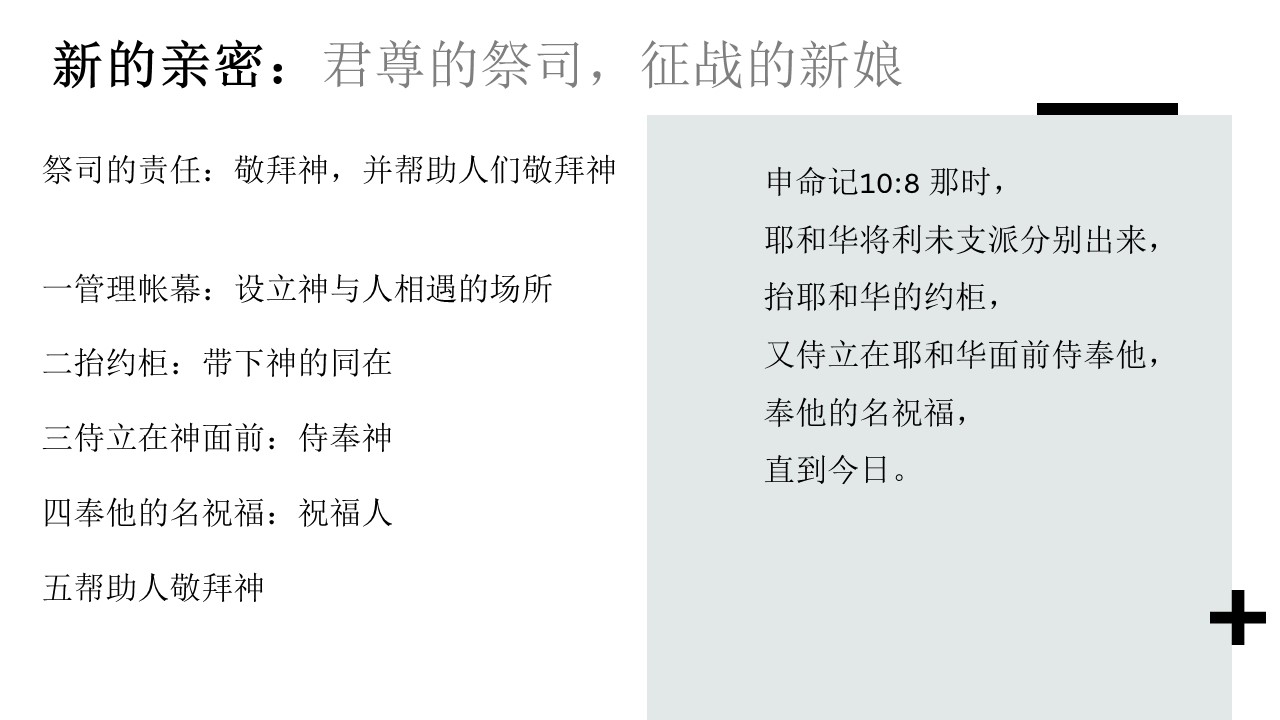 新的亲密：君尊的祭司，征战的新娘
祭司的责任：敬拜神，并帮助人们敬拜神
一管理帐幕：设立神与人相遇的场所
二抬约柜：带下神的同在
三侍立在神面前：侍奉神
四奉他的名祝福：祝福人
五帮助人敬拜神
申命记10:8 那时，
耶和华将利未支派分别出来，
抬耶和华的约柜，
又侍立在耶和华面前侍奉他，
奉他的名祝福，
直到今日。